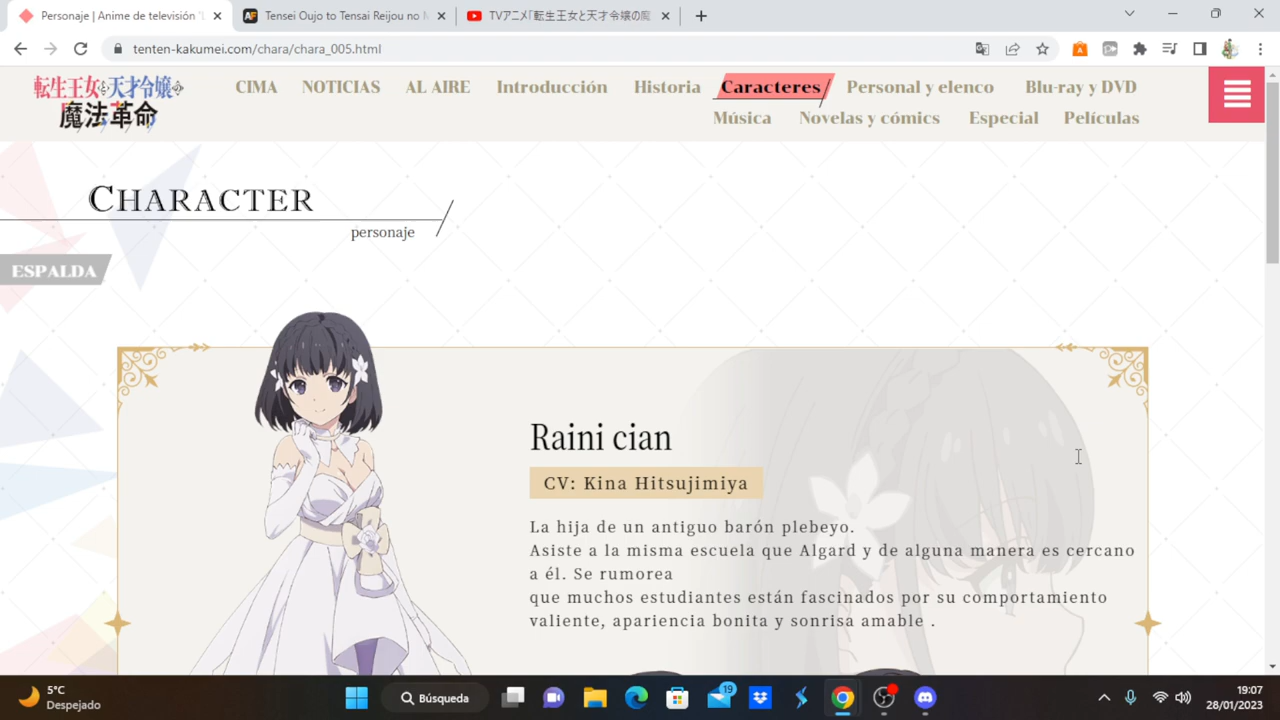 Personaje | Anime de televisión "L
Tensei Oujo to Tensai Reijou no M
TVアニメ「転生王女と天才令嬢の魔
tenten-kakumei.com/chara/chara_005.html
転生王女と天才令嬢の
魔法革命
CIMA NOTICIAS AL AIRE Introducción Historia Caracteres Personal y elenco Blu-ray y DVD
Música Novelas y cómics Especial Películas
CHARACTER
personaje
ESPALDA
Raini cian
CV: Kina Hitsujimiya
La hija de un antiguo barón plebeyo.
Asiste a la misma escuela que Algard y de alguna manera es cercano
a él. Se rumorea
que muchos estudiantes están fascinados por su comportamiento
valiente, apariencia bonita y sonrisa amable .
5°C
Despejado
Búsqueda
19
19:07
28/01/2023